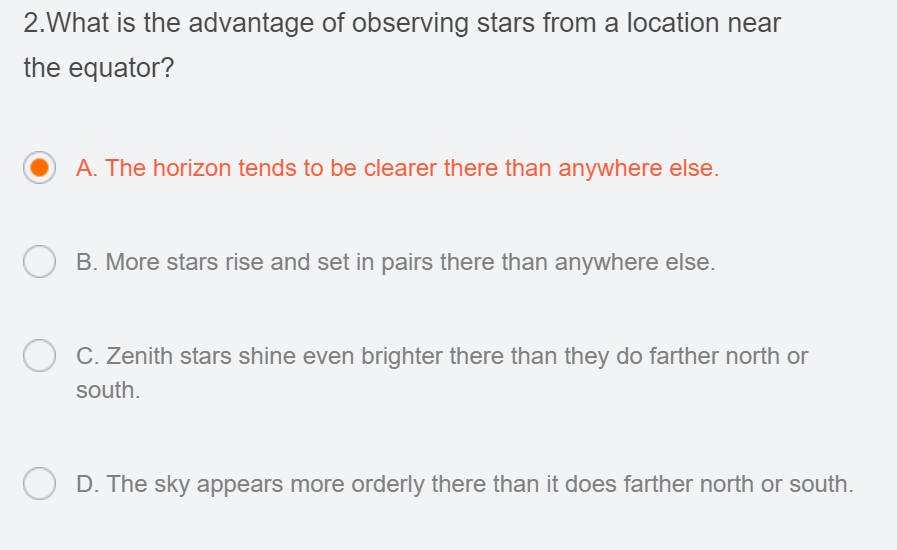 2.What is the advantage of observing stars from a location near
the equator?
A. The horizon tends to be clearer there than anywhere else.
B. More stars rise and set in pairs there than anywhere else.
C. Zenith stars shine even brighter there than they do farther north or
south.
D. The sky appears more orderly there than it does farther north or south.